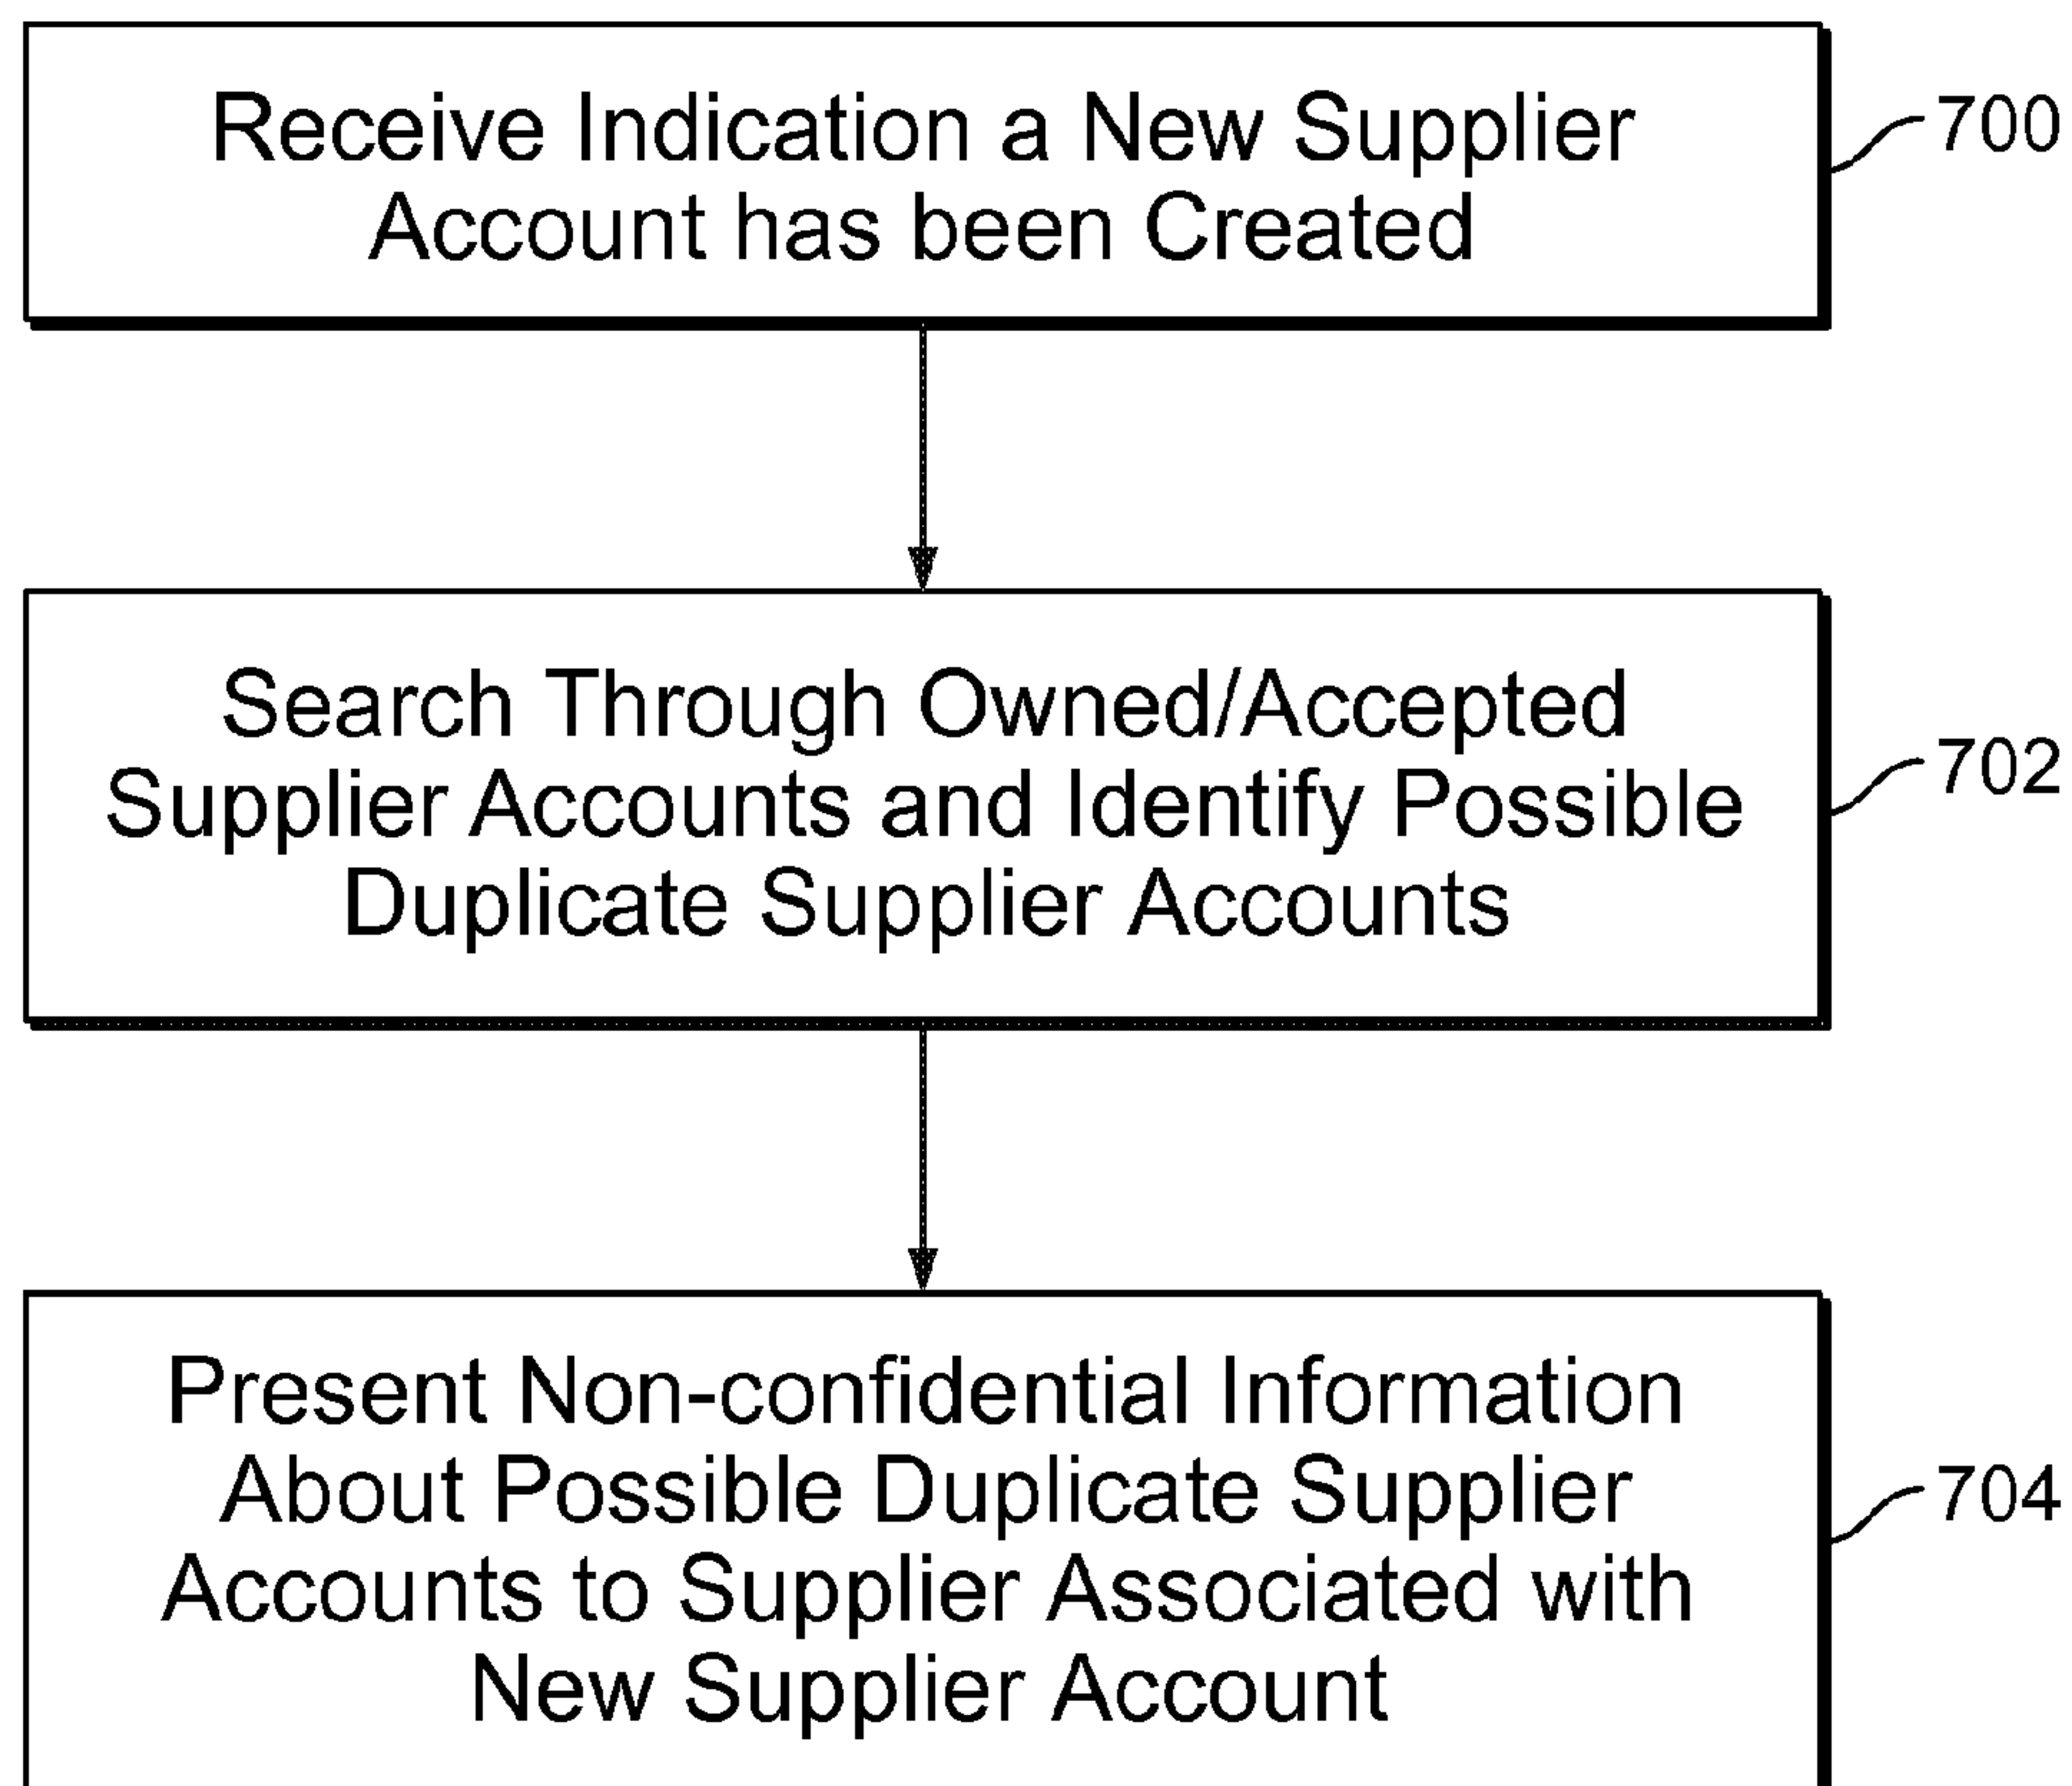 Receive Indication a New Supplier
Account has been Created
700
Search Through Owned/Accepted
Supplier Accounts and Identify Possible
Duplicate Supplier Accounts
702
Present Non-confidential Information
About Possible Duplicate Supplier
Accounts to Supplier Associated with
New Supplier Account
704